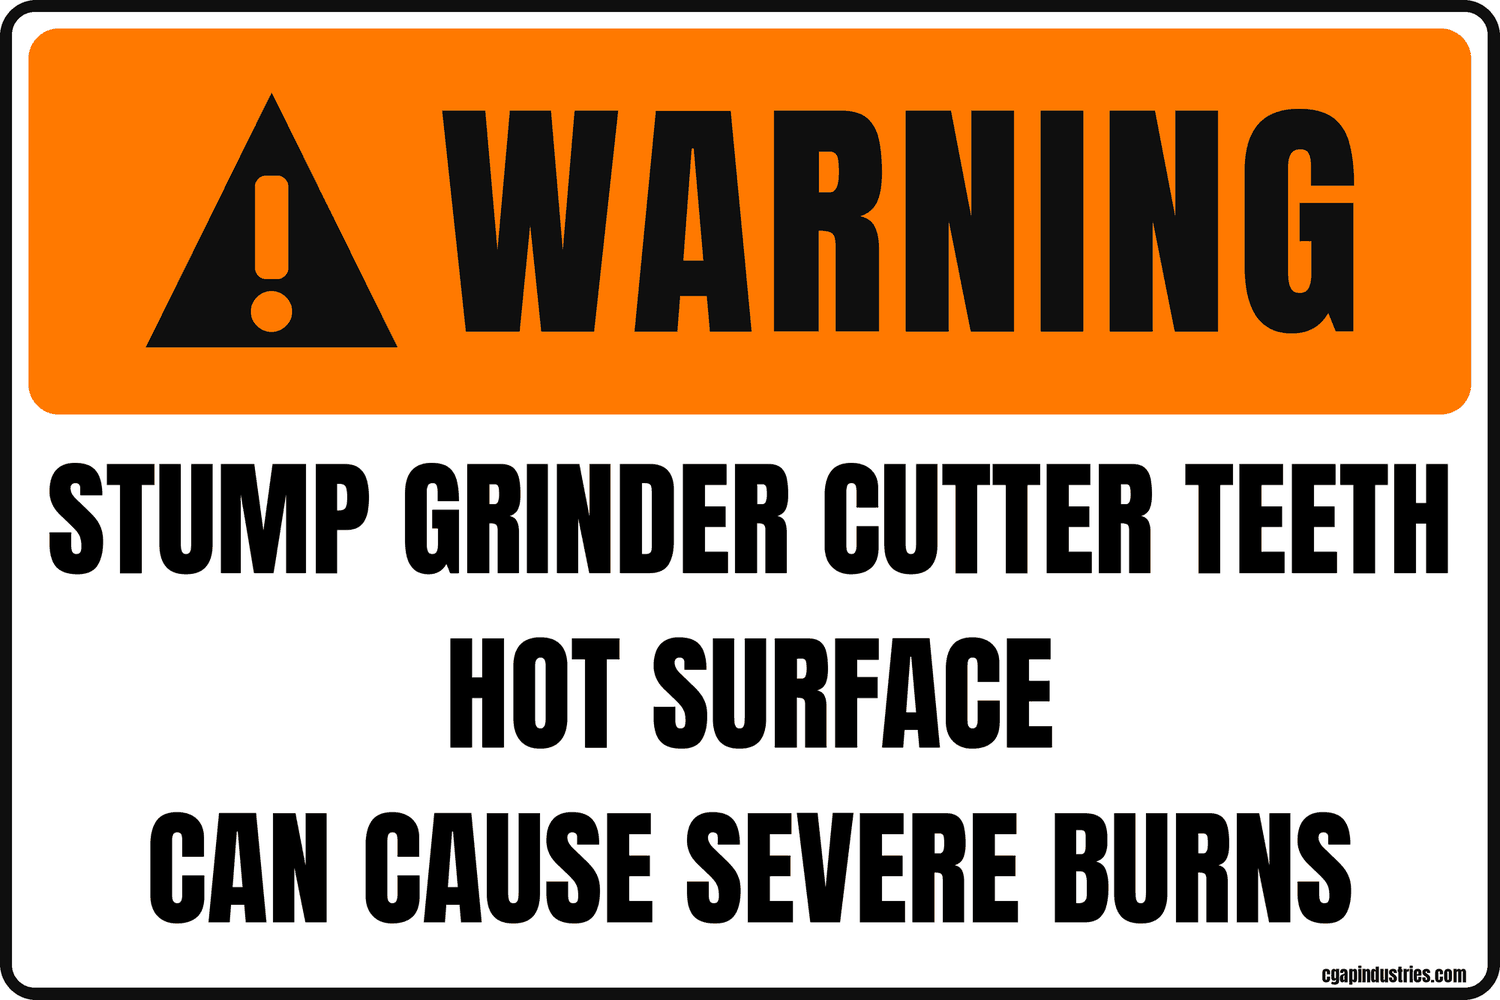 WARNING
STUMP GRINDER CUTTER TEETH
HOT SURFACE
CAN CAUSE SEVERE BURNS
cgapindustries.com